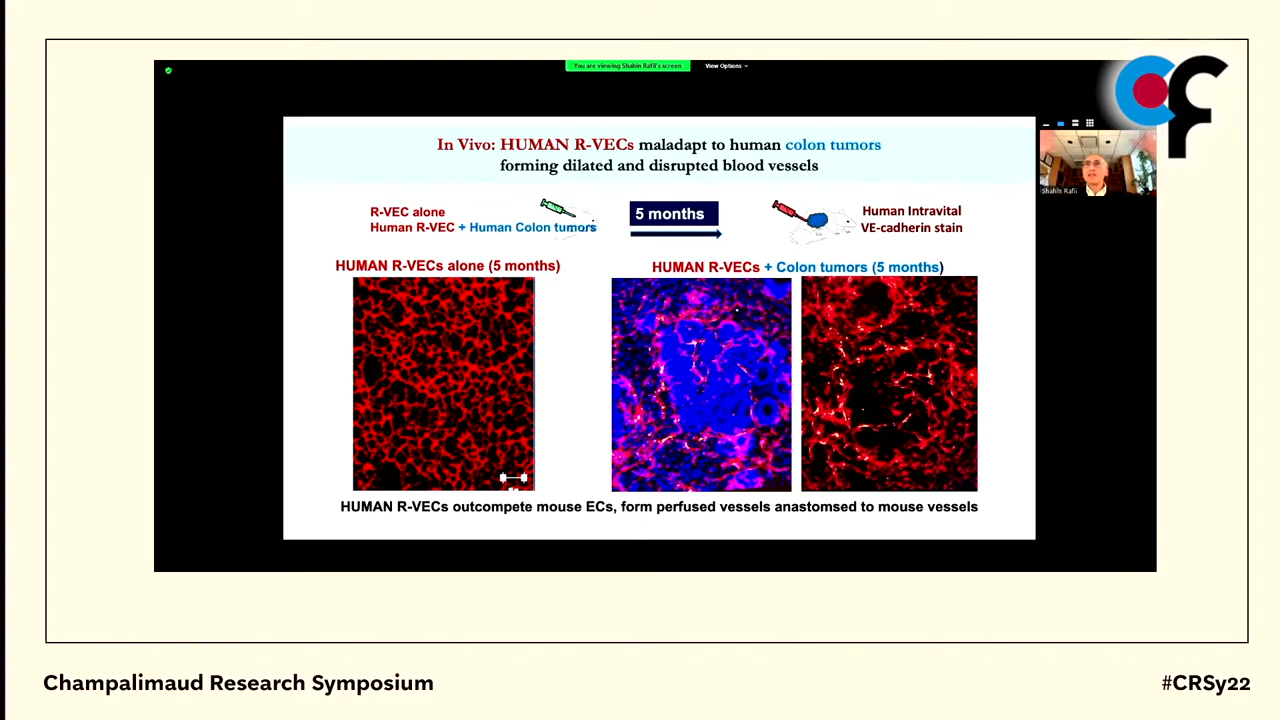 You are viewing Shahin Rafii's screen
View Options
CF
Shahin Rafii
In Vivo: HUMAN R-VECs maladapt to human colon tumors
forming dilated and disrupted blood vessels
R-VEC alone
Human R-VEC + Human Colon tumors
5 months
Human Intravital
VE-cadherin stain
HUMAN R-VECs alone (5 months)
HUMAN R-VECs + Colon tumors (5 months)
HUMAN R-VECs outcompete mouse ECs, form perfused vessels anastomsed to mouse vessels
Champalimaud Research Symposium
#CRSy22